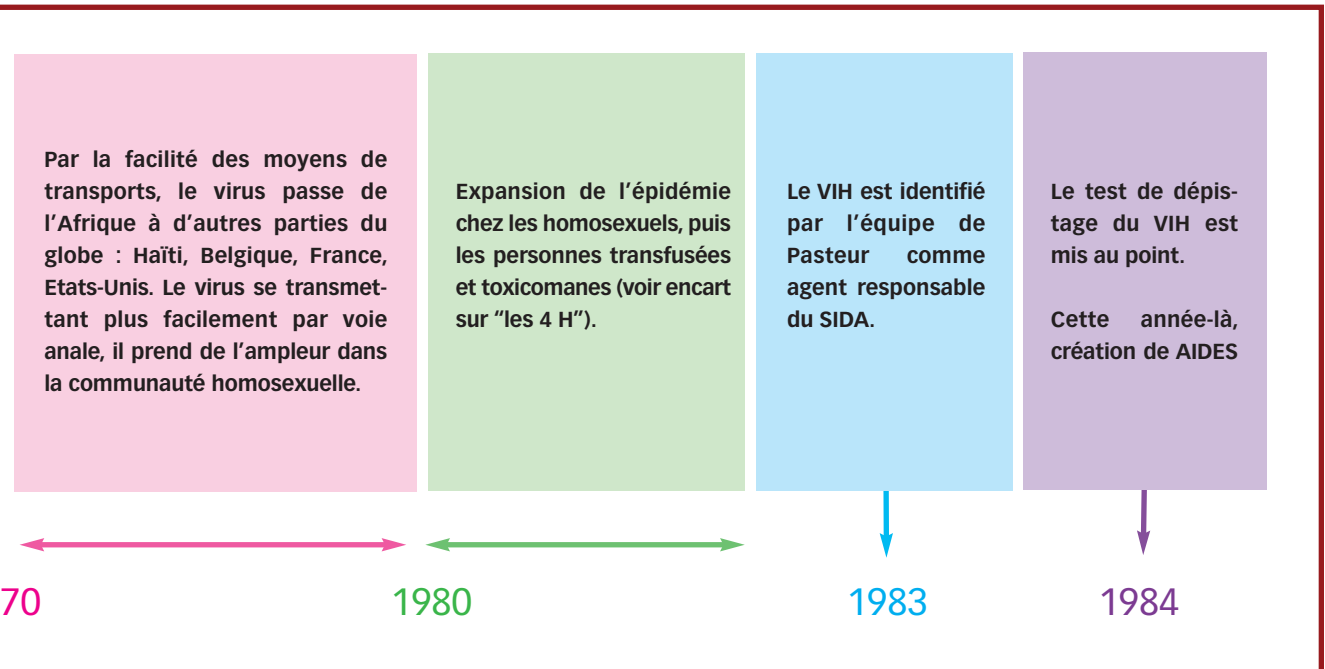 Par la facilité des moyens de
transports, le virus passe de
l'Afrique à d'autres parties du
globe : Haïti, Belgique, France,
Etats-Unis. Le virus se transmet-
tant plus facilement par voie
anale, il prend de l'ampleur dans
la communauté homosexuelle.
Expansion de l'épidémie
chez les homosexuels, puis
les personnes transfusées
et toxicomanes (voir encart
sur "les 4 H").
Le VIH est identifié
par l'équipe de
Pasteur comme
agent responsable
du SIDA.
Le test de dépis-
tage du VIH est
mis au point.
Cette année-là,
création de AIDES
70
1980
1983
1984